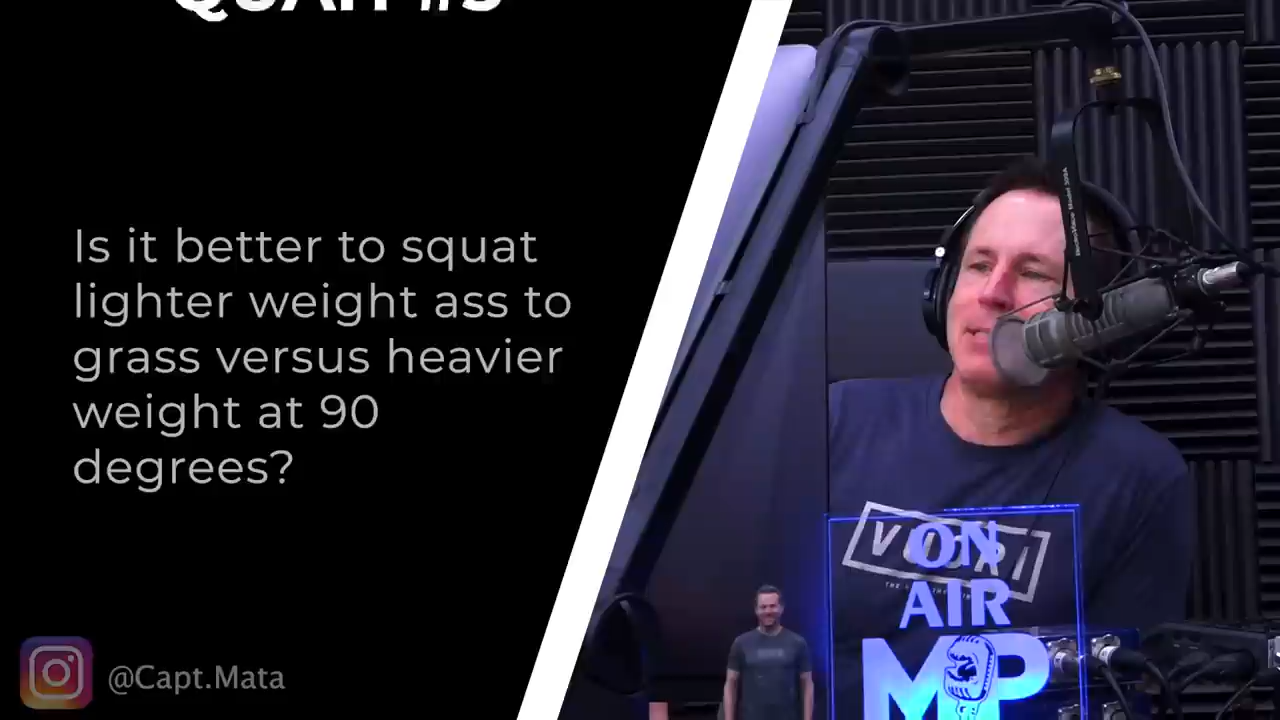 Is it better to squat
lighter weight ass to
grass versus heavier
weight at 90
degrees?
@Capt.Mata
VUORI
ON
AIR
MP